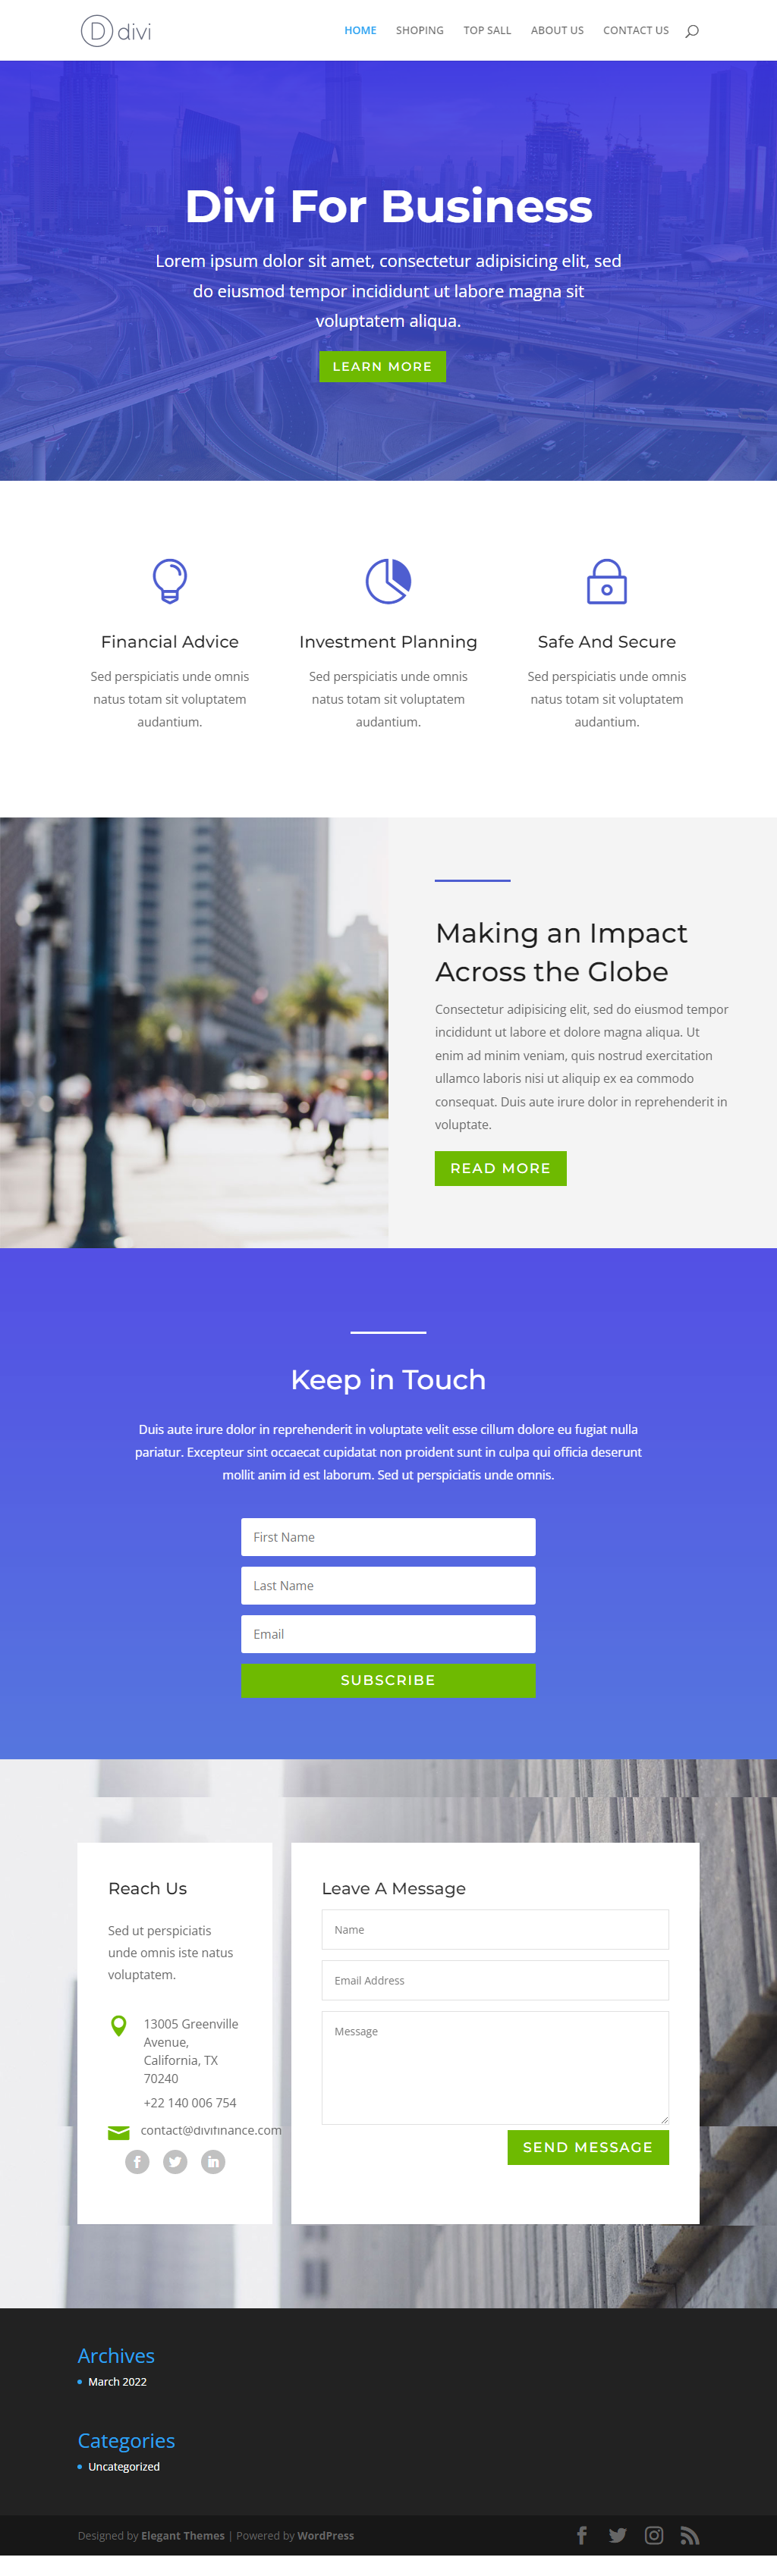 D divi
HOME SHOPING TOP SALL ABOUT US CONTACT US
Divi For Business
Lorem ipsum dolor sit amet, consectetur adipisicing elit, sed
do eiusmod tempor incididunt ut labore magna sit
voluptatem aliqua.
LEARN MORE
Financial Advice
Sed perspiciatis unde omnis
natus totam sit voluptatem
audantium.
Investment Planning
Sed perspiciatis unde omnis
natus totam sit voluptatem
audantium.
Safe And Secure
Sed perspiciatis unde omnis
natus totam sit voluptatem
audantium.
Making an Impact
Across the Globe
Consectetur adipisicing elit, sed do eiusmod tempor
incididunt ut labore et dolore magna aliqua. Ut
enim ad minim veniam, quis nostrud exercitation
ullamco laboris nisi ut aliquip ex ea commodo
consequat. Duis aute irure dolor in reprehenderit in
voluptate.
READ MORE
Keep in Touch
Duis aute irure dolor in reprehenderit in voluptate velit esse cillum dolore eu fugiat nulla
pariatur. Excepteur sint occaecat cupidatat non proident sunt in culpa qui officia deserunt
mollit anim id est laborum. Sed ut perspiciatis unde omnis.
First Name
Last Name
Email
SUBSCRIBE
Reach Us
Sed ut perspiciatis
unde omnis iste natus
voluptatem.
13005 Greenville
Avenue,
California, TX
70240
+22 140 006 754
contact@divifinance.com
Leave A Message
Name
Email Address
Message
SEND MESSAGE
Archives
March 2022
Categories
Uncategorized
Designed by Elegant Themes | Powered by WordPress